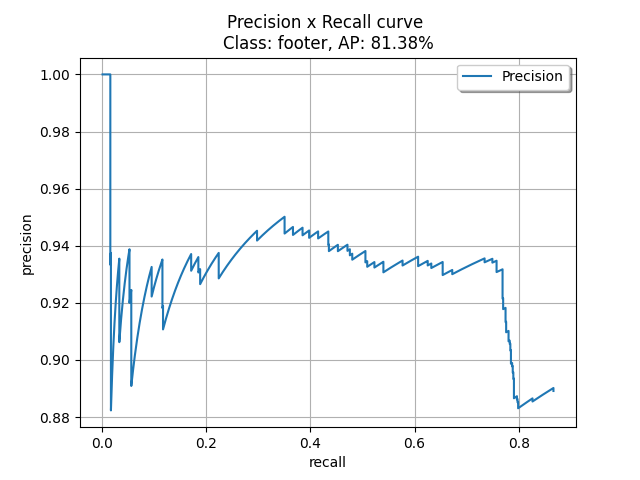 Precision x Recall curve
Class: footer, AP: 81.38%
Precision
1.00
0.98
0.96
0.94
0.92
0.90
0.88
precision
0.0 0.2 0.4 0.6 0.8
recall